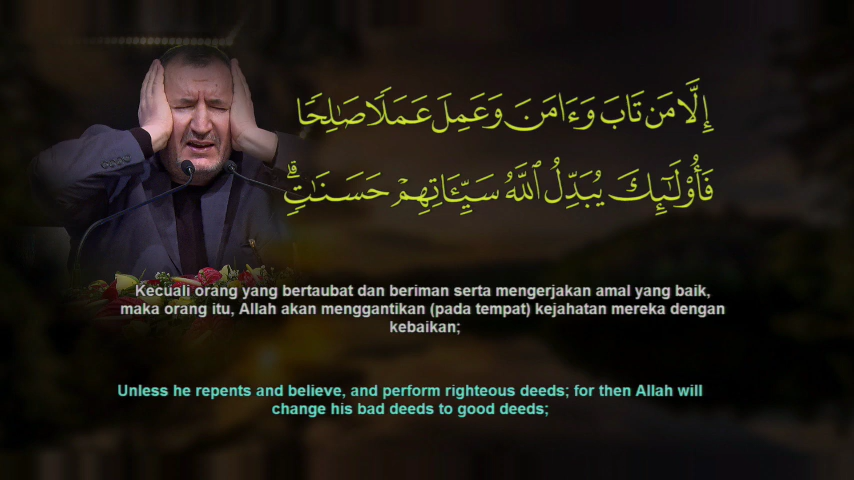 إِلَّا مَن تَابَ وَءَامَنَ وَعَمِلَ عَمَلًا صَٰلِحًا
فَأُو۟لَٰٓئِكَ يُبَدِّلُ ٱللَّهُ سَيِّـَٔاتِهِمْ حَسَنَٰتٍ ۗ
Kecuali orang yang bertaubat dan beriman serta mengerjakan amal yang baik,
maka orang itu, Allah akan menggantikan (pada tempat) kejahatan mereka dengan
kebaikan;
Unless he repents and believe, and perform righteous deeds; for then Allah will
change his bad deeds to good deeds;